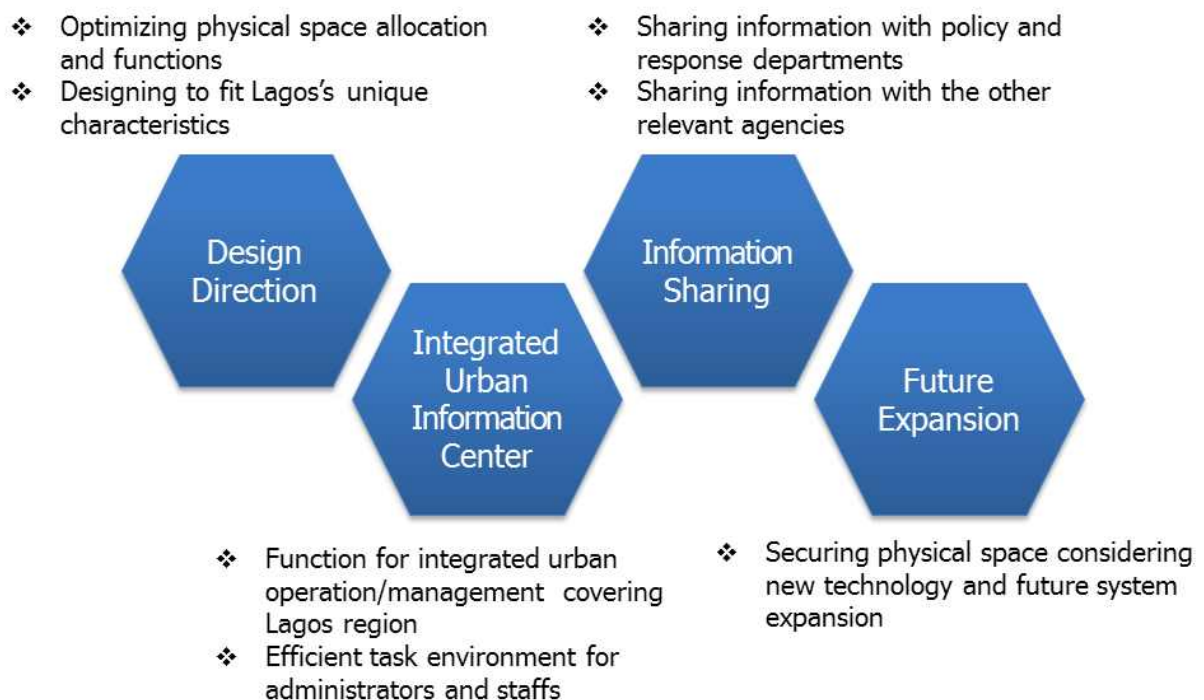 ❖ Optimizing physical space allocation
and functions
❖ Designing to fit Lagos's unique
characteristics
❖ Sharing information with policy and
response departments
❖ Sharing information with the other
relevant agencies
Design
Direction
Integrated
Urban
Information
Center
Information
Sharing
Future
Expansion
❖ Function for integrated urban
operation/management covering
Lagos region
❖ Efficient task environment for
administrators and staffs
❖ Securing physical space considering
new technology and future system
expansion